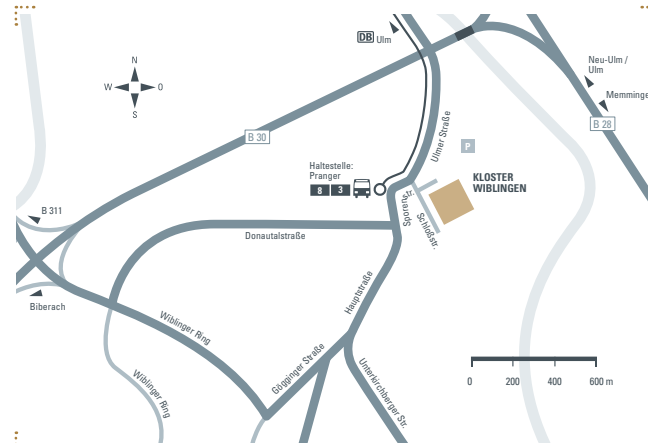 DB Ulm
Neu-Ulm /
Ulm
Memminge
N
W
O
S
B 28
B 30
Ulmer Straße
P
Haltestelle:
Pranger
8 3
KLOSTER
WIBLINGEN
Sporenstr.
Schloßstr.
B 311
Donautalstraße
Hauptstraße
Biberach
Wiblinger Ring
Gögginger Straße
Unterkirchberger Str.
Wiblinger Ring
0 200 400 600 m